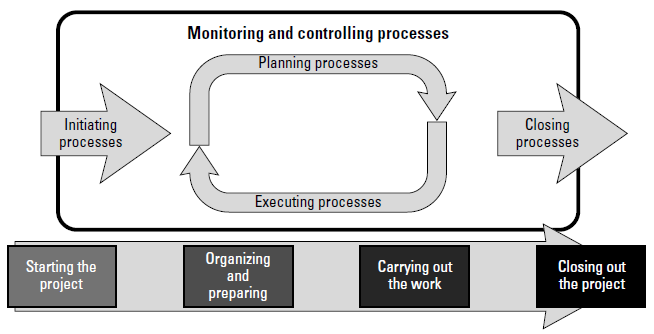 Monitoring and controlling processes
Planning processes
Initiating
processes
Closing
processes
Executing processes
Starting the
project
Organizing
and
preparing
Carrying out
the work
Closing out
the project